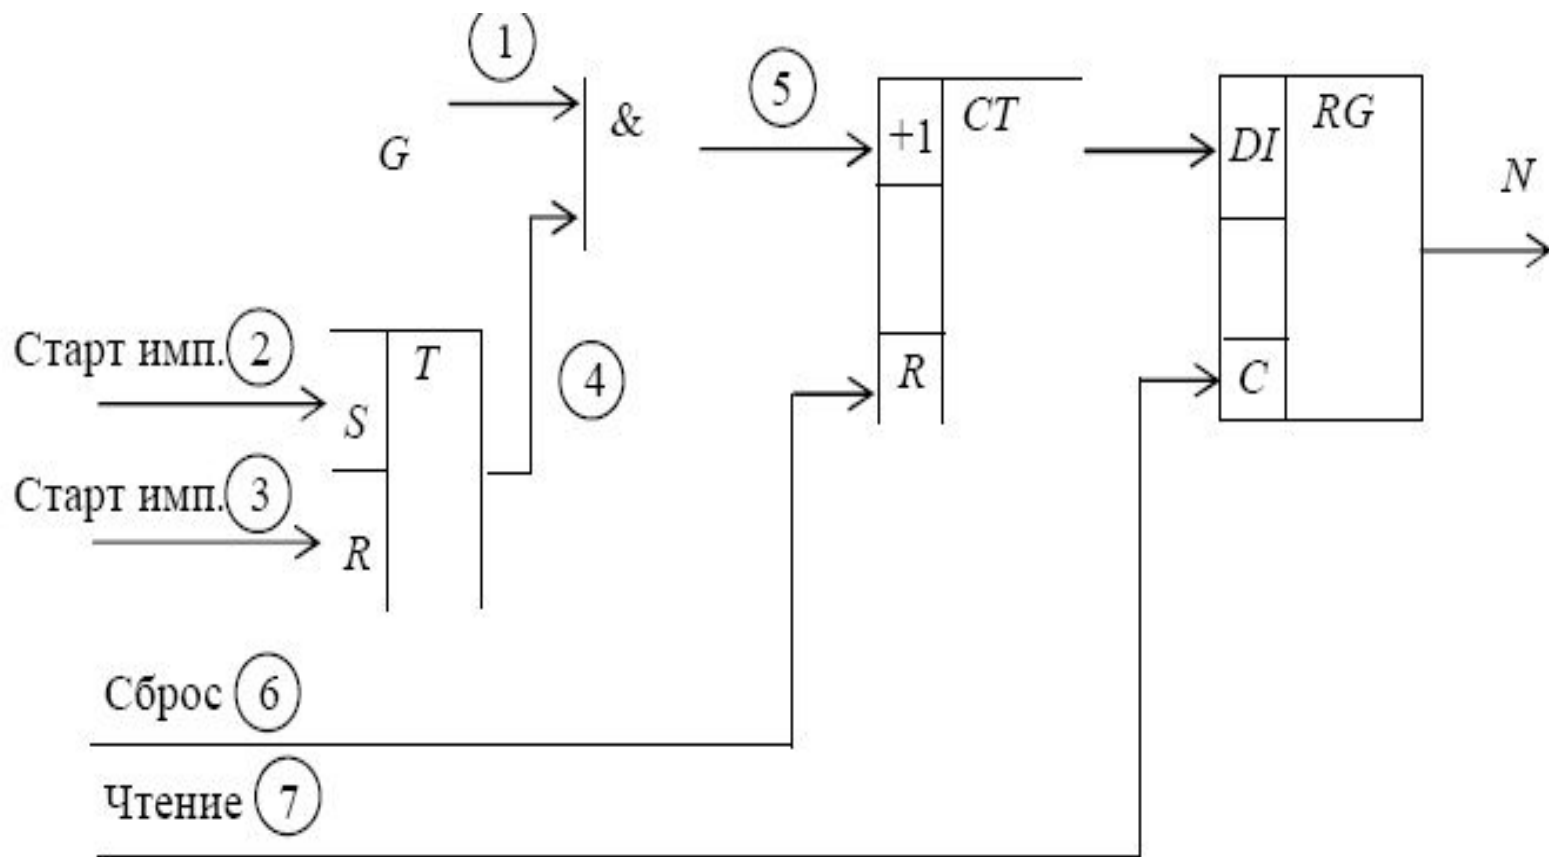 1
5
& 
+1 CT
DI RG
G
N
Старт имп. 2
T
4
S
R
C
Старт имп. 3
R
Сброс 6
Чтение 7